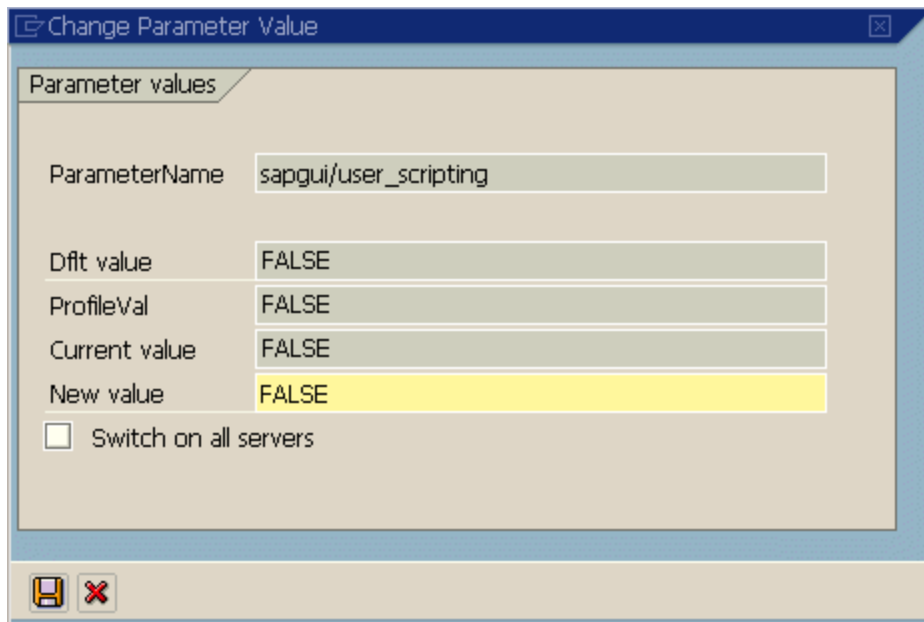 Change Parameter Value
Parameter values
ParameterName sapgui/user_scripting
Dflt value FALSE
ProfileVal FALSE
Current value FALSE
New value FALSE
Switch on all servers